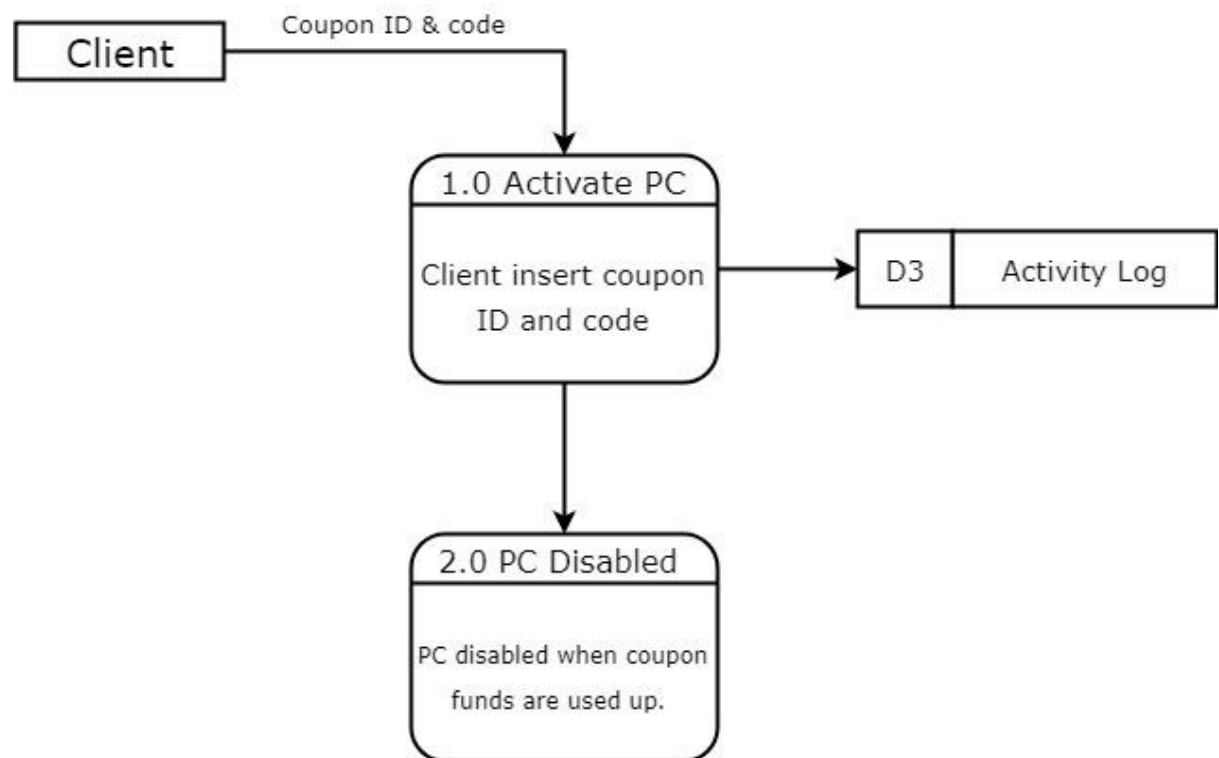 Coupon ID & code
Client
1.0 Activate PC
Client insert coupon
ID and code
D3
Activity Log
2.0 PC Disabled
PC disabled when coupon
funds are used up.